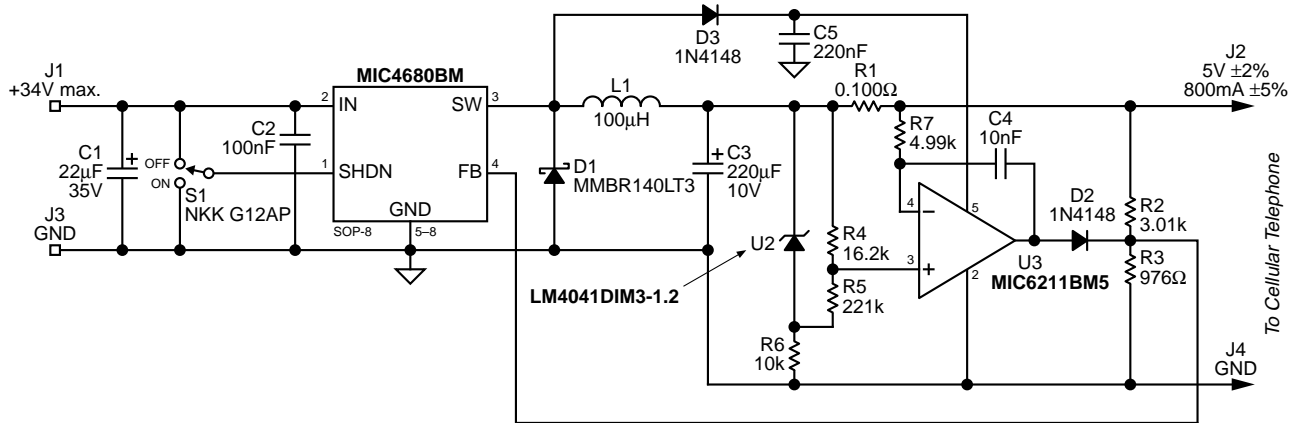 J1
+34V max.
C1
22µF
35V
J3
GND
OFF
ON
S1
NKK G12AP
C2
100nF
MIC4680BM
2
IN
SW
3
1
SHDN
FB
4
GND
SOP-8
5–8
D3
1N4148
C5
220nF
L1
100µH
D1
MMBR140LT3
C3
220µF
10V
R1
0.100Ω
R7
4.99k
C4
10nF
J2
5V ±2%
800mA ±5%
U2
LM4041DIM3-1.2
R4
16.2k
R5
221k
R6
10k
4
–
5
3
+
2
U3
MIC6211BM5
D2
1N4148
R2
3.01k
R3
976Ω
J4
GND
To Cellular Telephone